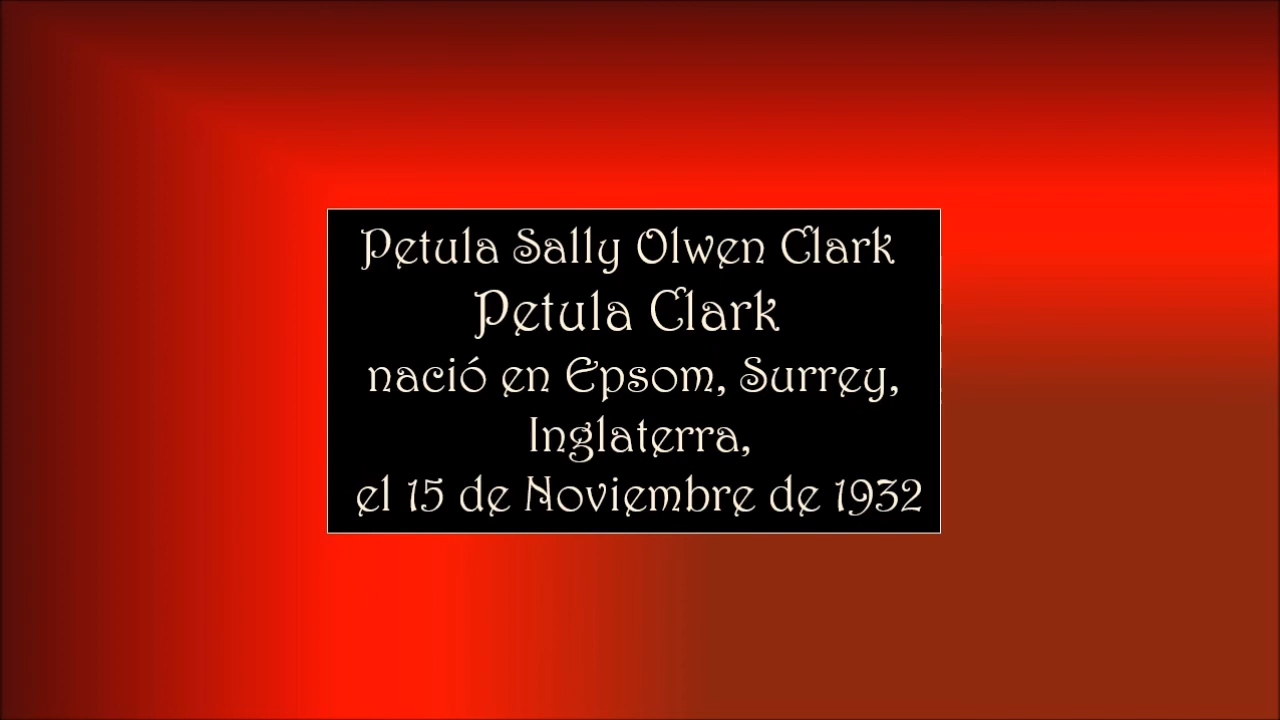 Petula Sally Olwen Clark
Petula Clark
nació en Epsom, Surrey,
Inglaterra,
el 15 de Noviembre de 1932